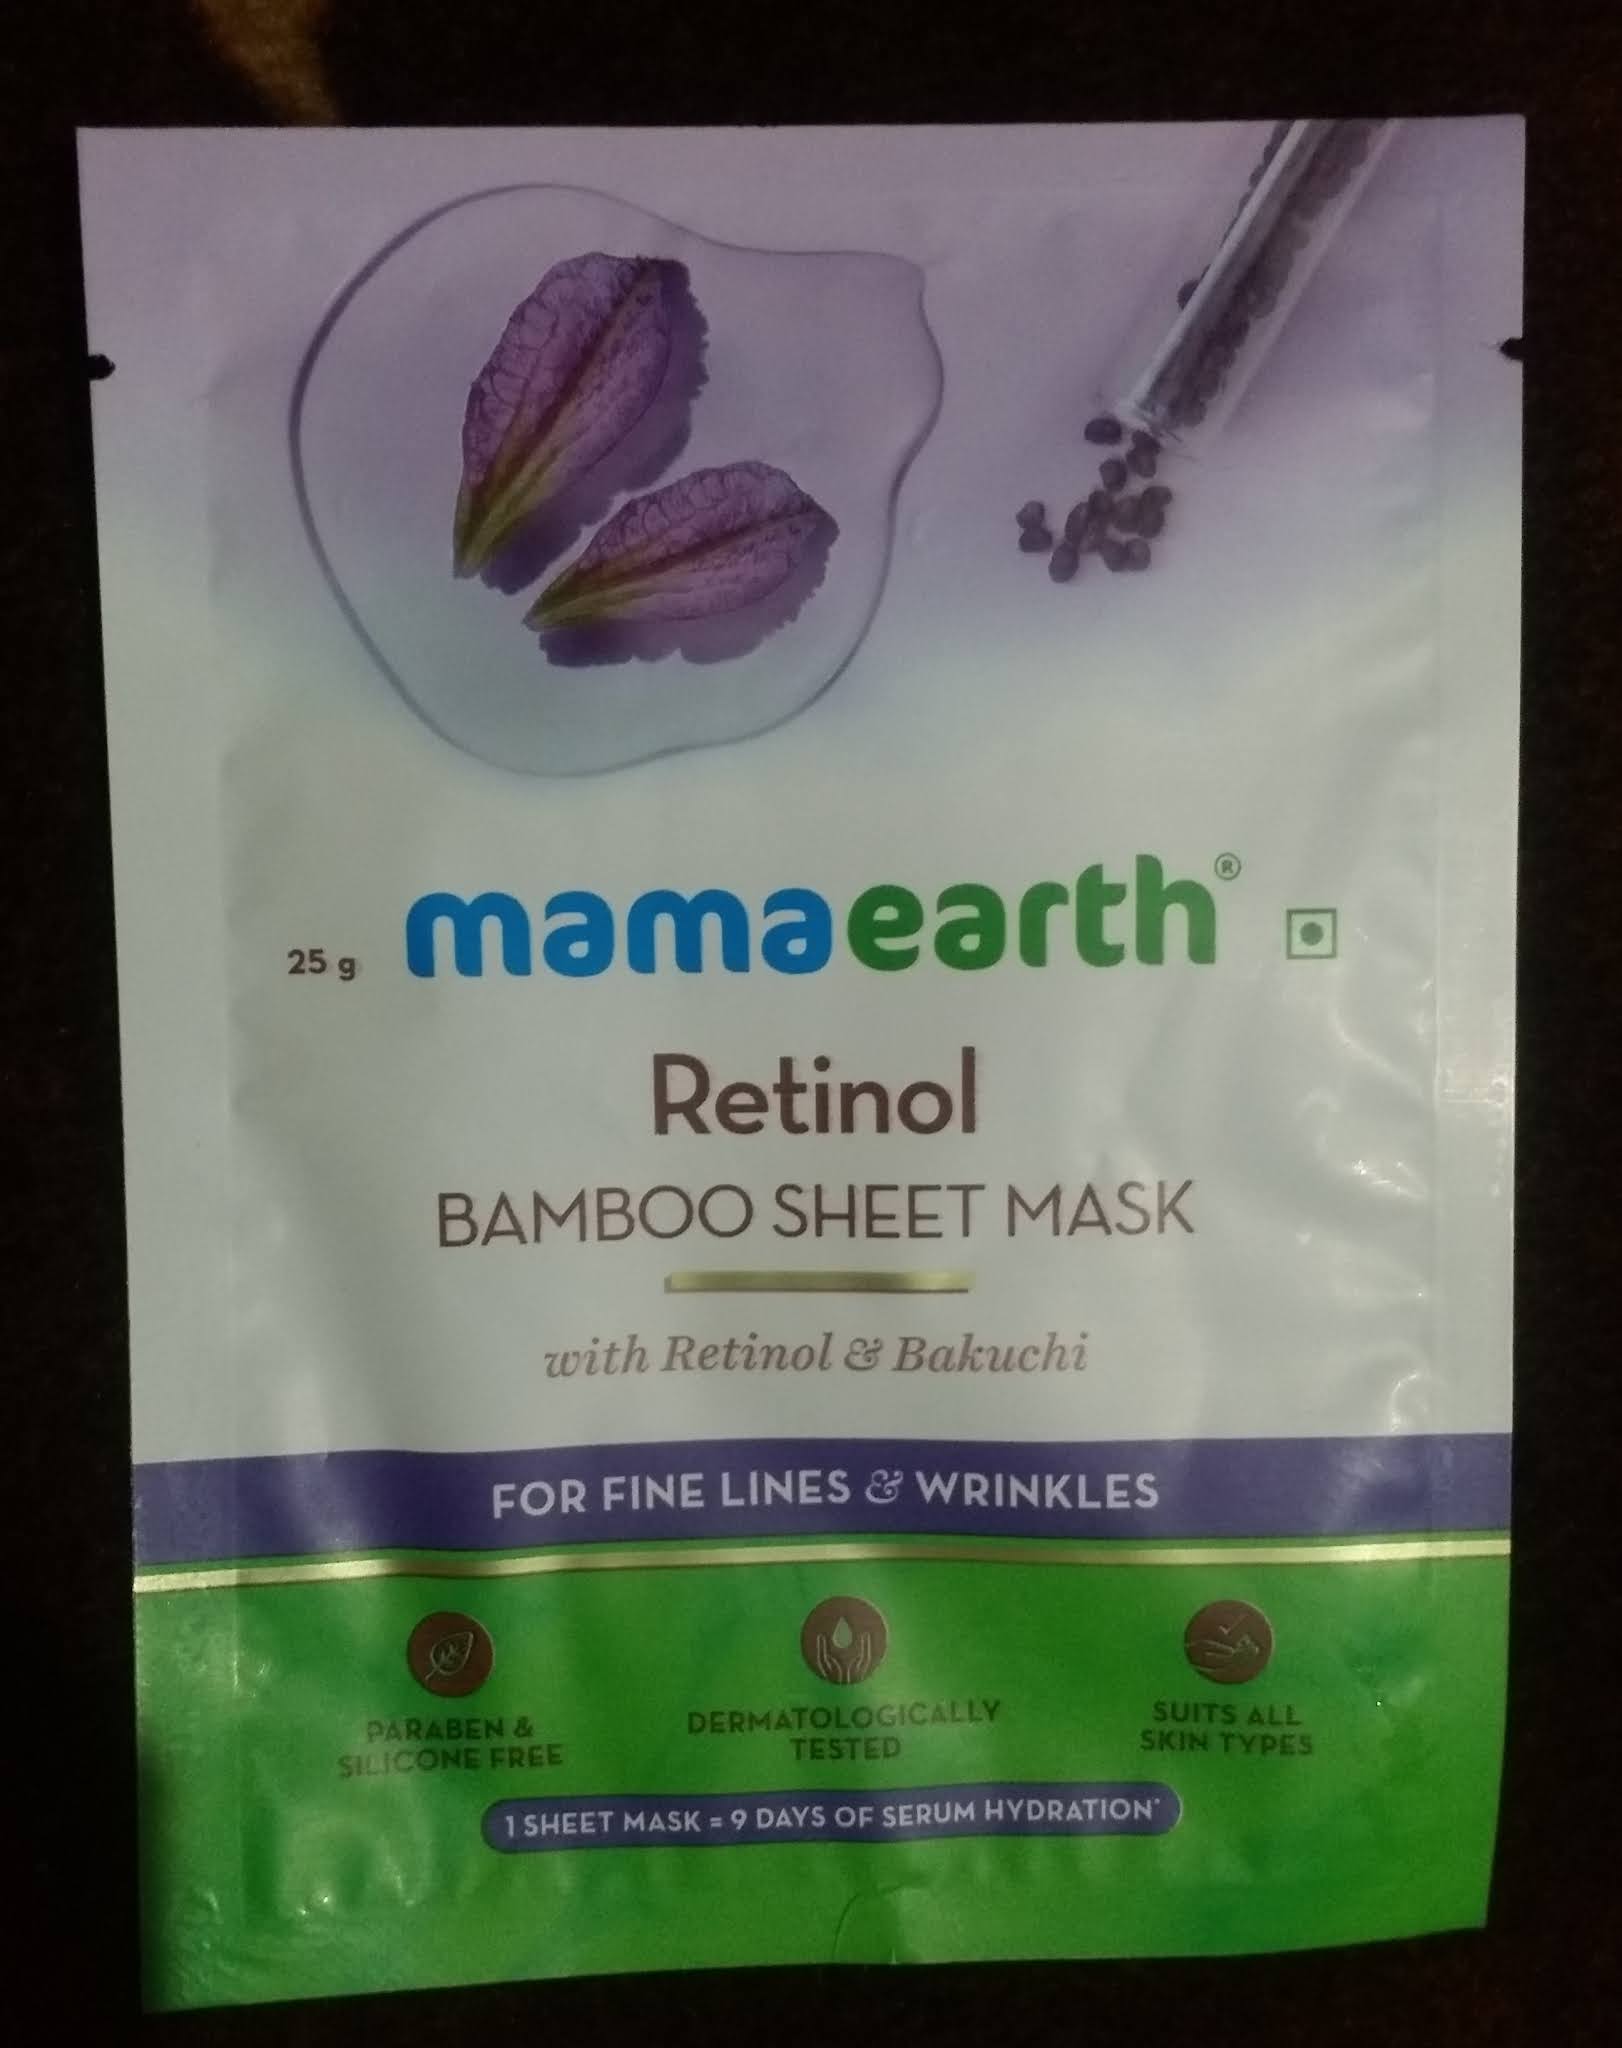 mamaearth®
25 g
Retinol
BAMBOO SHEET MASK
with Retinol & Bakuchi
FOR FINE LINES & WRINKLES
PARABEN &
SILICONE FREE
DERMATOLOGICALLY
TESTED
SUITS ALL
SKIN TYPES
1 SHEET MASK = 9 DAYS OF SERUM HYDRATION*